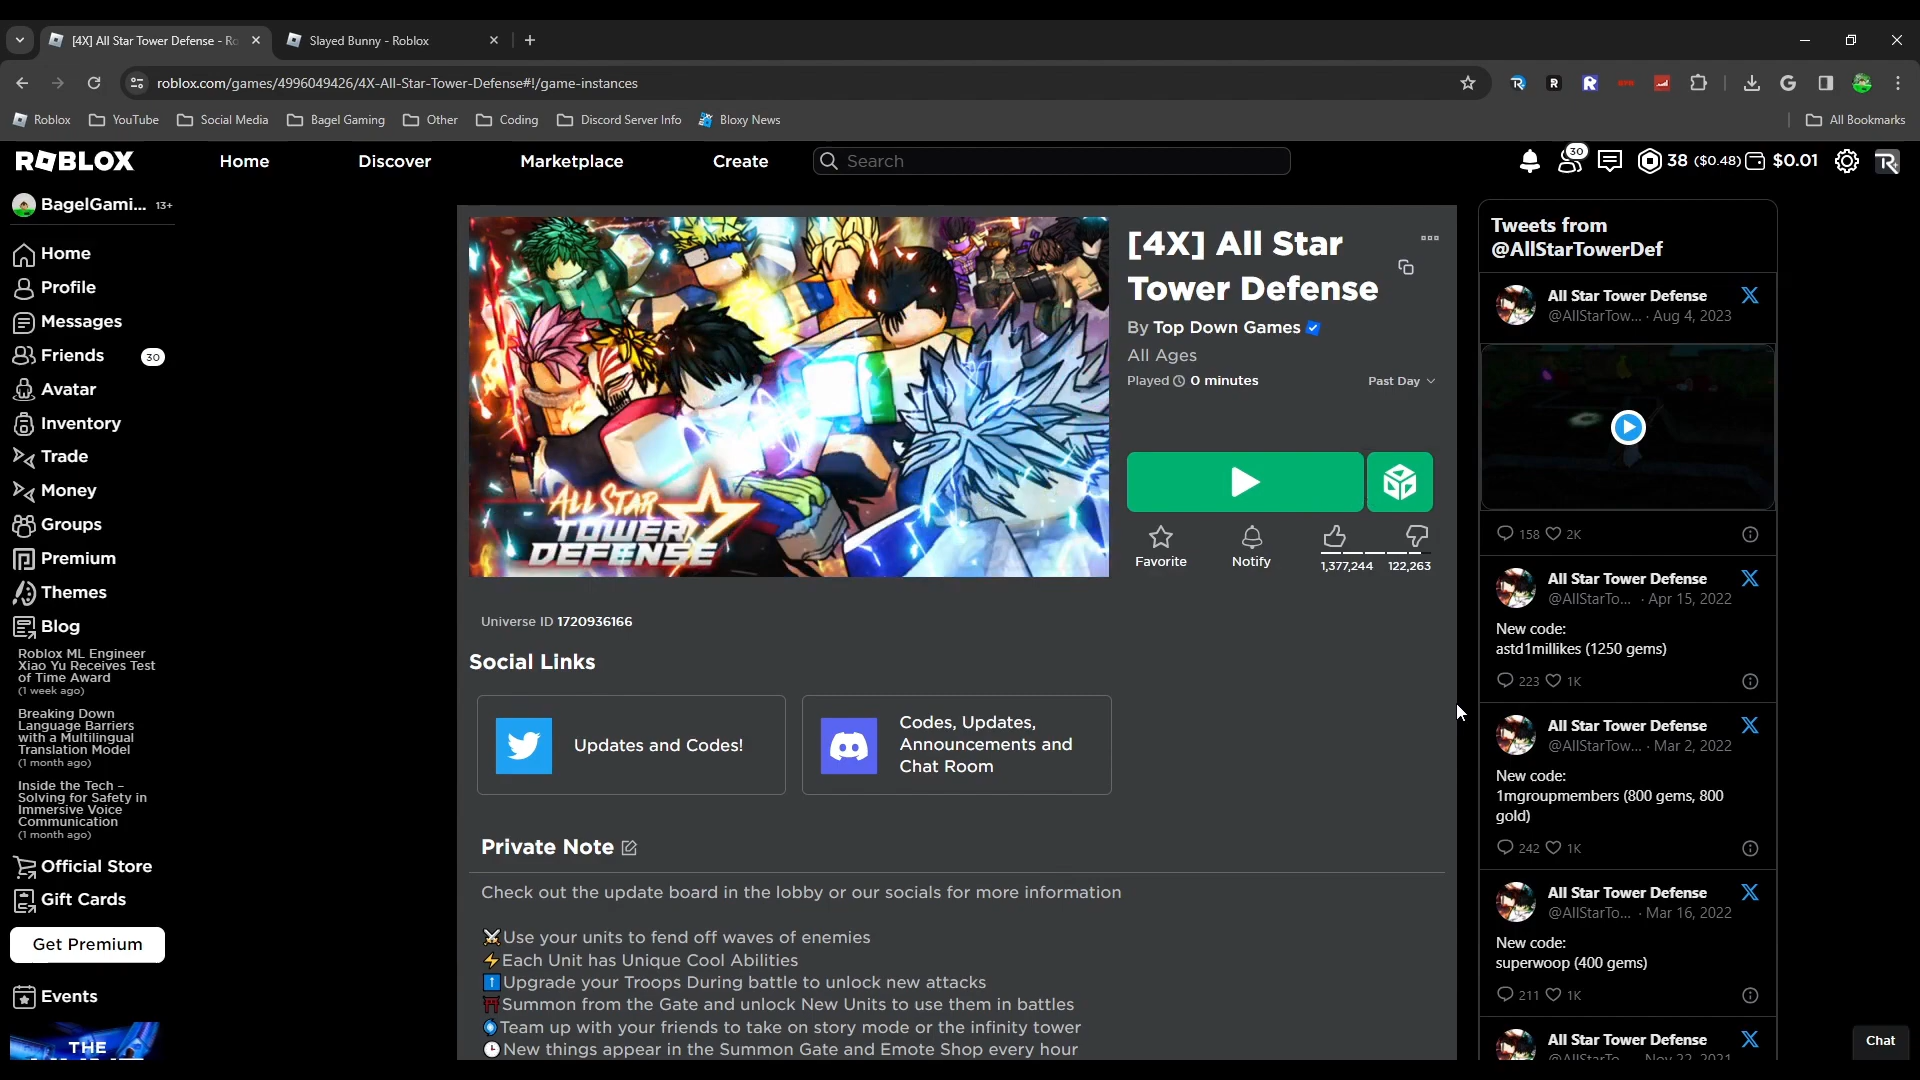 [4X] All Star Tower Defense - Ro
Slayed Bunny - Roblox
roblox.com/games/4996049426/4X-All-Star-Tower-Defense#!/game-instances
Roblox
YouTube
Social Media
Bagel Gaming
Other
Coding
Discord Server Info
Bloxy News
All Bookmarks
ROBLOX
Home
Discover
Marketplace
Create
Search
30
38 ($0.48)
$0.01
BagelGami... 13+
Home
Profile
Messages
Friends 30
Avatar
Inventory
Trade
Money
Groups
Premium
Themes
Blog
Roblox ML Engineer
Xiao Yu Receives Test
of Time Award
(1 week ago)
Breaking Down
Language Barriers
with a Multilingual
Translation Model
(1 month ago)
Inside the Tech –
Solving for Safety in
Immersive Voice
Communication
(1 month ago)
Official Store
Gift Cards
Get Premium
Events
THE
ALL STAR
TOWER
DEFENSE
[4X] All Star
Tower Defense
By Top Down Games
All Ages
Played 0 minutes
Past Day
Favorite
Notify
1,377,244
122,263
Universe ID 1720936166
Social Links
Updates and Codes!
Codes, Updates,
Announcements and
Chat Room
Private Note
Check out the update board in the lobby or our socials for more information
Use your units to fend off waves of enemies
Each Unit has Unique Cool Abilities
Upgrade your Troops During battle to unlock new attacks
Summon from the Gate and unlock New Units to use them in battles
Team up with your friends to take on story mode or the infinity tower
New things appear in the Summon Gate and Emote Shop every hour
Tweets from
@AllStarTowerDef
All Star Tower Defense
@AllStarTow... · Aug 4, 2023
158 2K
All Star Tower Defense
@AllStarTo... · Apr 15, 2022
New code:
astd1millikes (1250 gems)
223 1K
All Star Tower Defense
@AllStarTow... · Mar 2, 2022
New code:
1mgroupmembers (800 gems, 800
gold)
242 1K
All Star Tower Defense
@AllStarTo... · Mar 16, 2022
New code:
superwoop (400 gems)
211 1K
All Star Tower Defense
@AllStarTo... · Nov 22, 2021
Chat